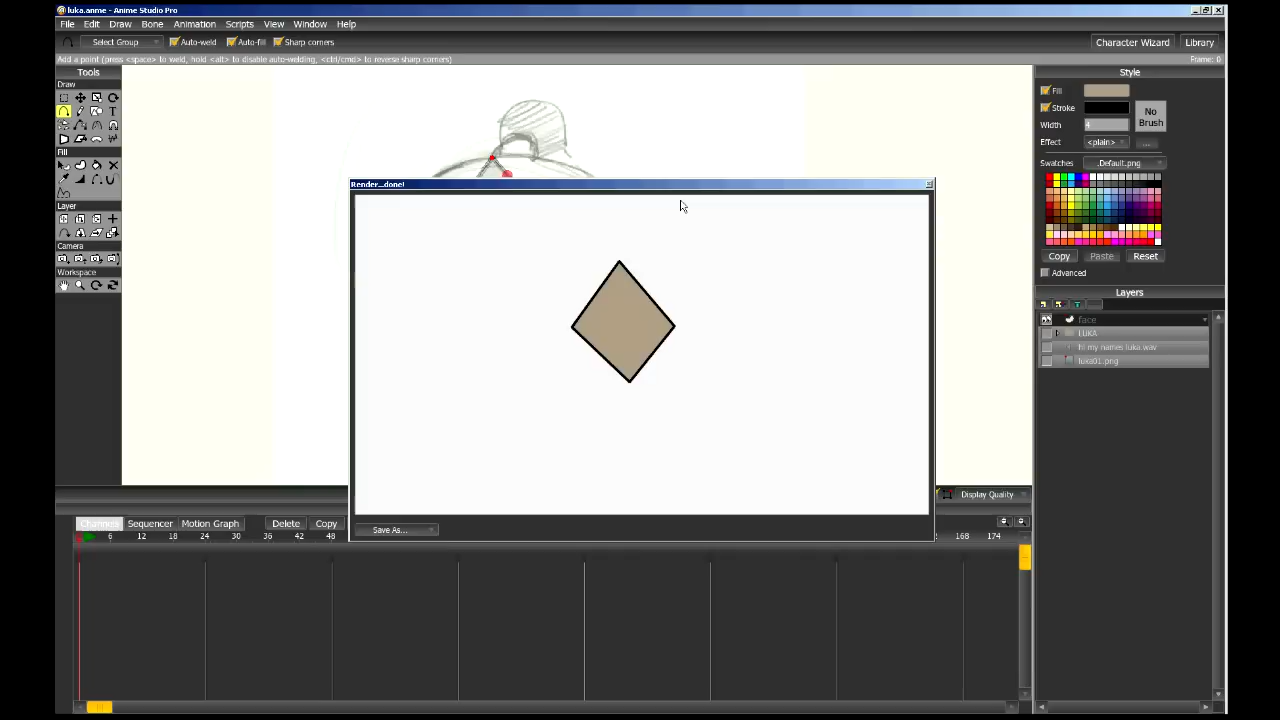 luka.anme - Anime Studio Pro
File Edit Draw Bone Animation Scripts View Window Help
Select Group Auto-weld Auto-fill Sharp corners Character Wizard Library
Add a point (press <space> to weld, hold <alt> to disable auto-welding, <ctrl/cmd> to reverse sharp corners) Frame: 0
Tools
Draw
Fill
Layer
Camera
Workspace
Style
Fill
Stroke
No Brush
Width 4
Effect <plain> ...
Swatches .Default.png
Copy Paste Reset
Advanced
Layers
face
LUKA
hi my names luka.wav
luka01.png
Render...done!
Save As...
Display Quality
Channels Sequencer Motion Graph Delete Copy
6 12 18 24 30 36 42 48 168 174